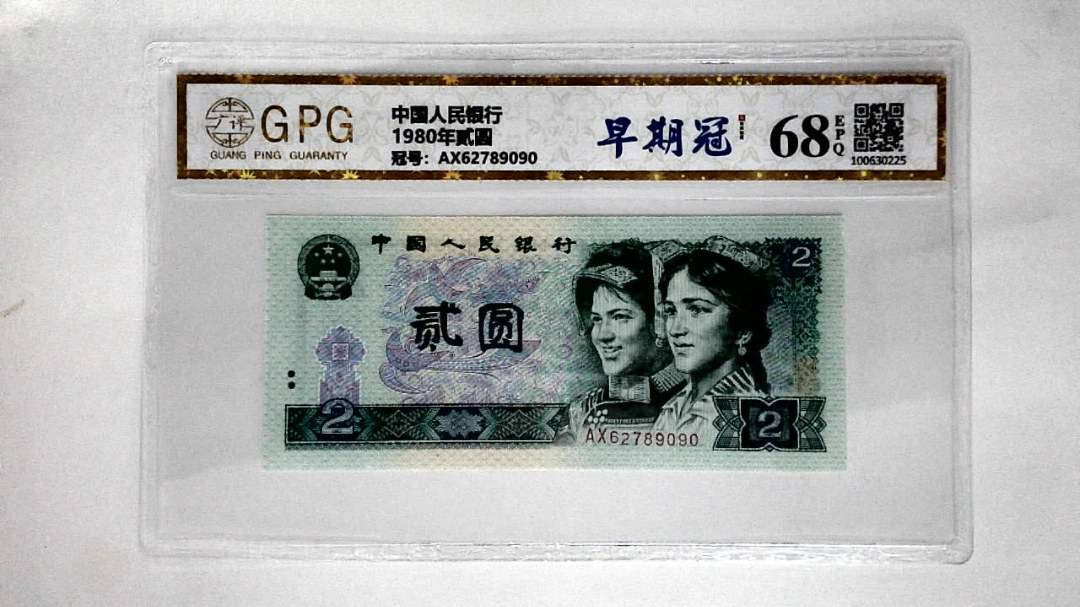 GPG
GUANG PING GUARANTY
中国人民银行
1980年贰圆
冠号：AX62789090
早期冠
68
EPQ
100630225
中国人民银行
2
贰圆
2
AX62789090
2